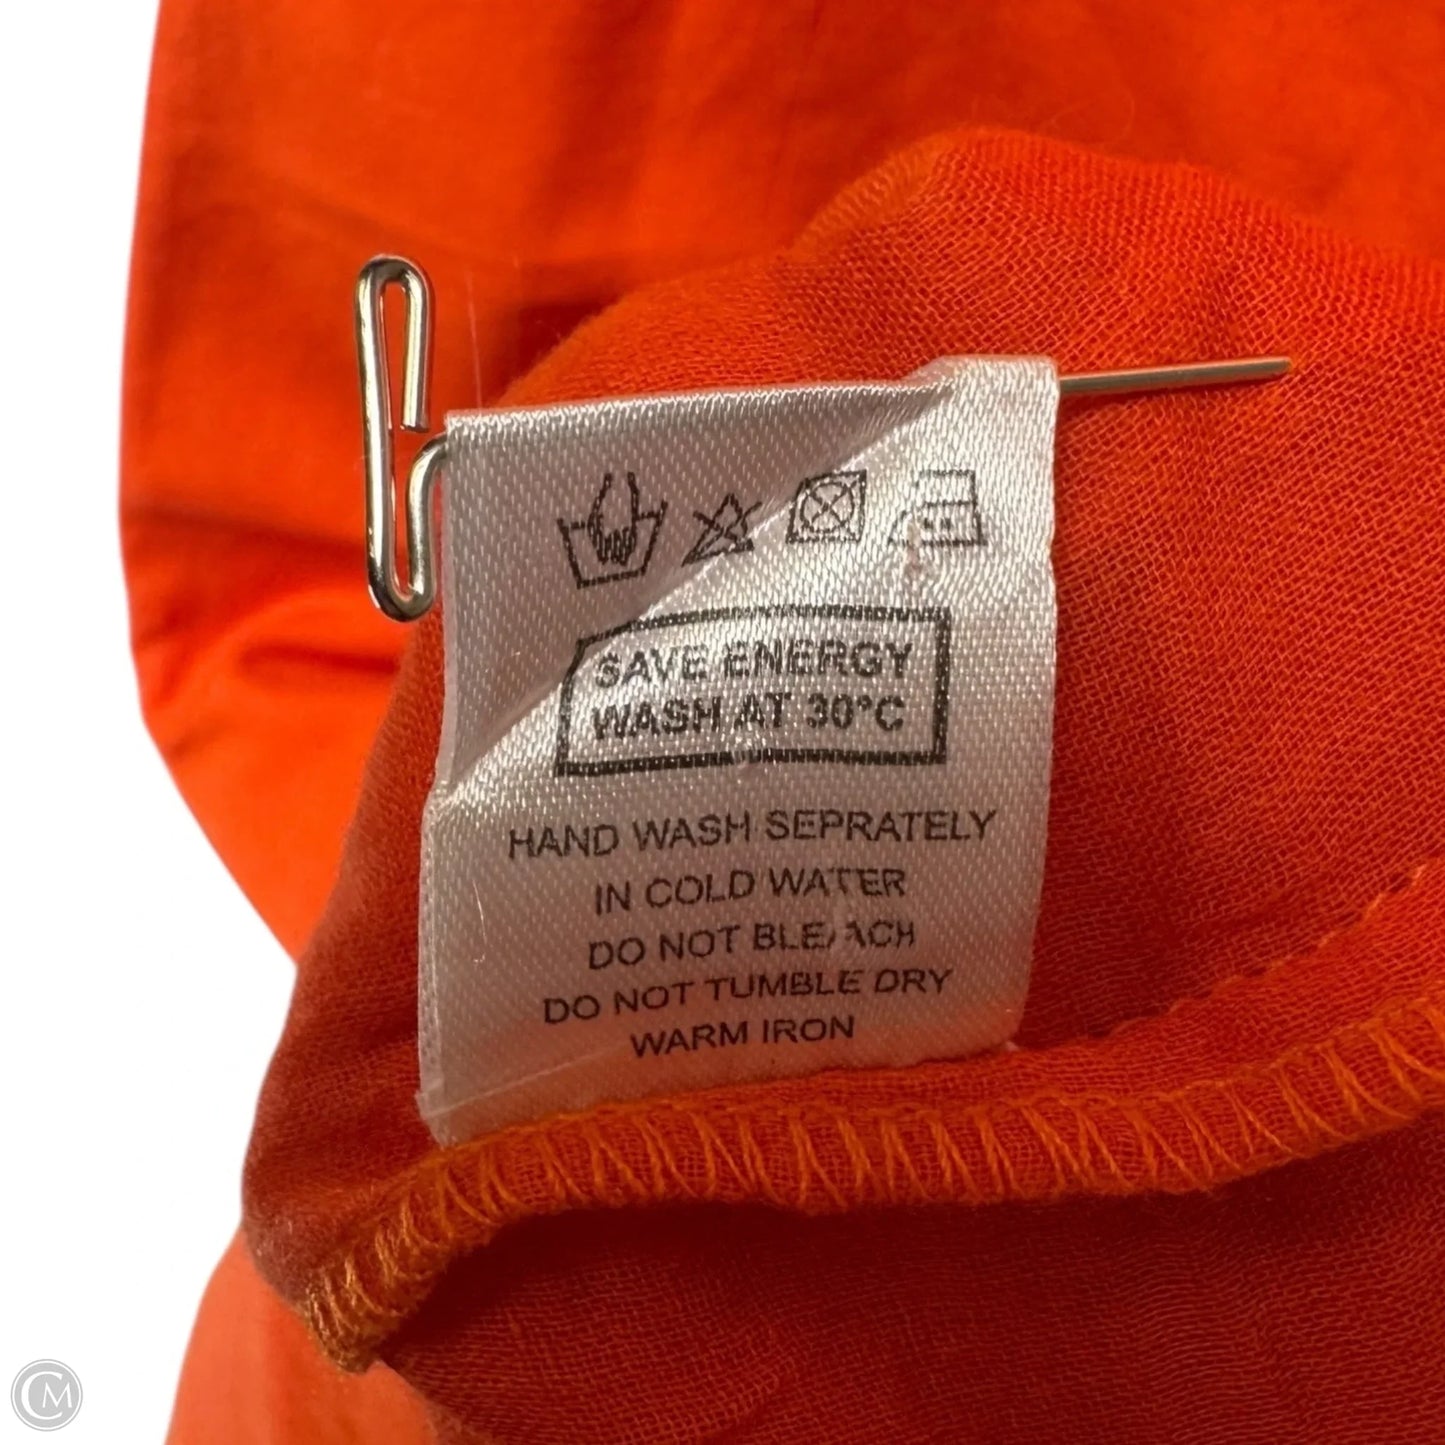 SAVE ENERGY
WASH AT 30°C
HAND WASH SEPRATELY
IN COLD WATER
DO NOT BLEACH
DO NOT TUMBLE DRY
WARM IRON
CM